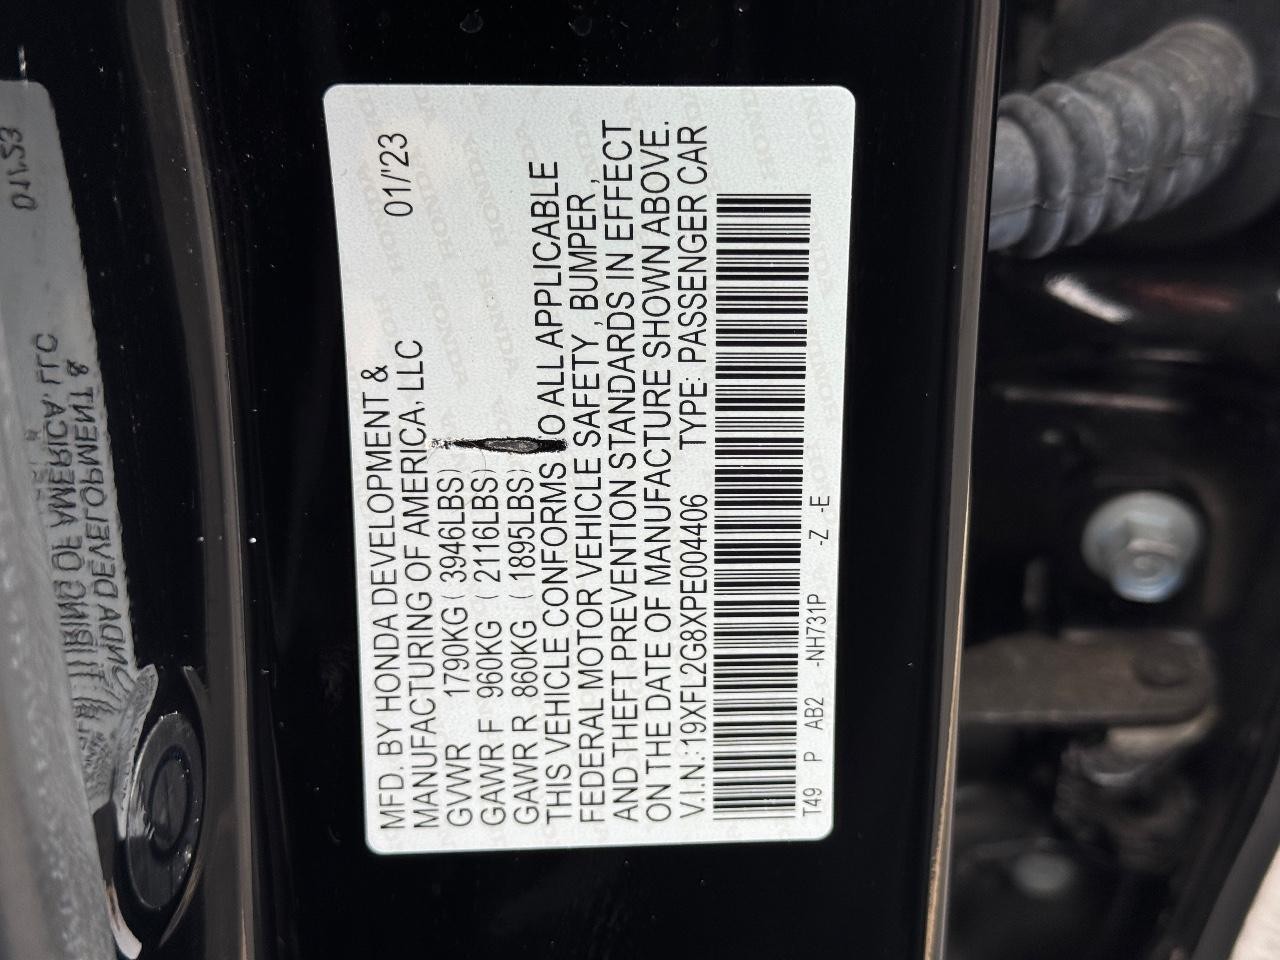 MFD. BY HONDA DEVELOPMENT &
MANUFACTURING OF AMERICA, LLC 01/'23
GVWR 1790KG ( 3946LBS)
GAWR F 960KG ( 2116LBS)
GAWR R 860KG ( 1895LBS)
THIS VEHICLE CONFORMS TO ALL APPLICABLE
FEDERAL MOTOR VEHICLE SAFETY , BUMPER ,
AND THEFT PREVENTION STANDARDS IN EFFECT
ON THE DATE OF MANUFACTURE SHOWN ABOVE.
V.I.N.:19XFL2G8XPE004406 TYPE: PASSENGER CAR
T49 P AB2 -NH731P -Z -E